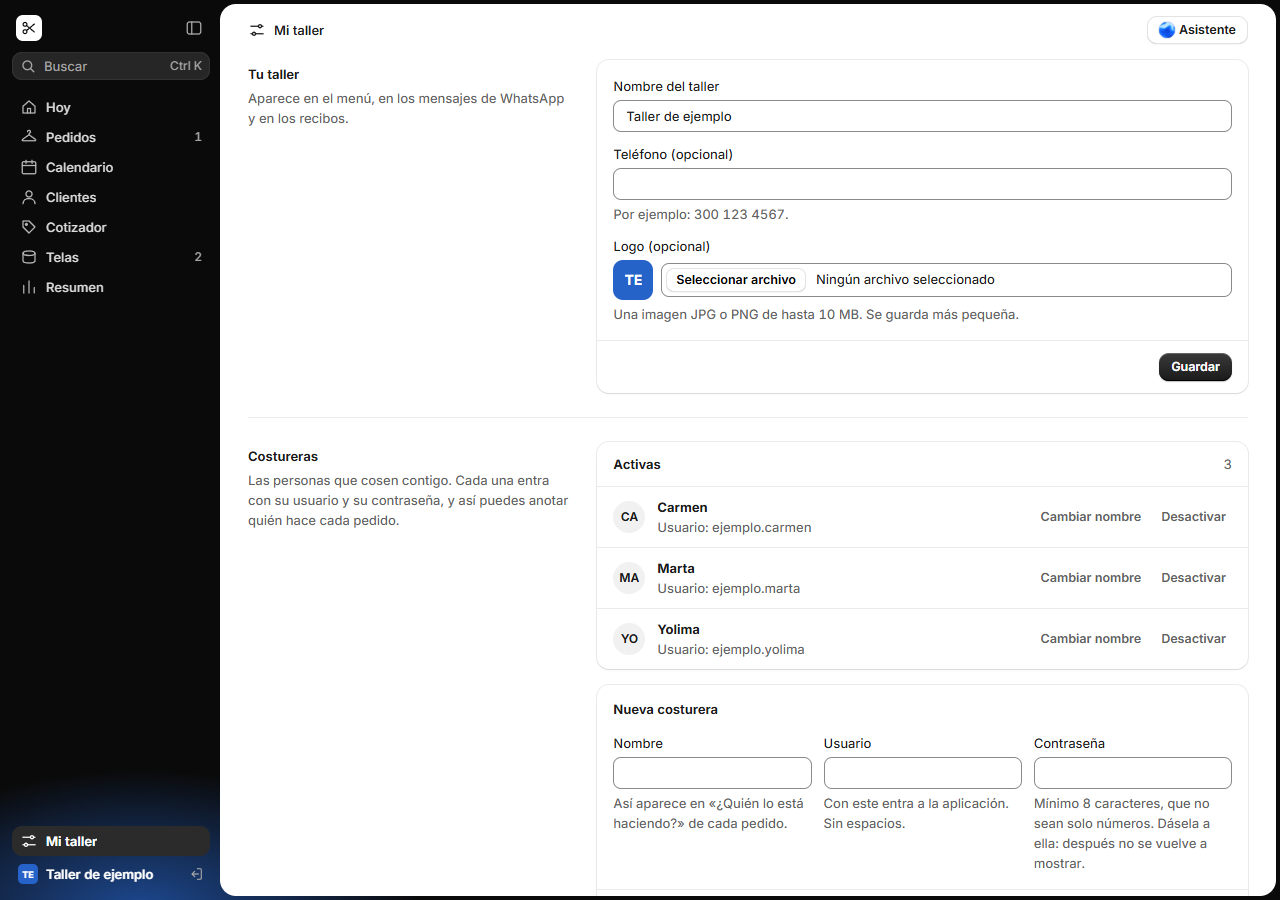 Buscar
Ctrl K
Hoy
Pedidos
1
Calendario
Clientes
Cotizador
Telas
2
Resumen
Mi taller
TE
Taller de ejemplo
Mi taller
Asistente
Tu taller
Aparece en el menú, en los mensajes de WhatsApp
y en los recibos.
Nombre del taller
Taller de ejemplo
Teléfono (opcional)
Por ejemplo: 300 123 4567.
Logo (opcional)
TE
Seleccionar archivo
Ningún archivo seleccionado
Una imagen JPG o PNG de hasta 10 MB. Se guarda más pequeña.
Guardar
Costureras
Las personas que cosen contigo. Cada una entra
con su usuario y su contraseña, y así puedes anotar
quién hace cada pedido.
Activas
3
CA
Carmen
Usuario: ejemplo.carmen
Cambiar nombre
Desactivar
MA
Marta
Usuario: ejemplo.marta
Cambiar nombre
Desactivar
YO
Yolima
Usuario: ejemplo.yolima
Cambiar nombre
Desactivar
Nueva costurera
Nombre
Así aparece en «¿Quién lo está
haciendo?» de cada pedido.
Usuario
Con este entra a la aplicación.
Sin espacios.
Contraseña
Mínimo 8 caracteres, que no
sean solo números. Dásela a
ella: después no se vuelve a
mostrar.